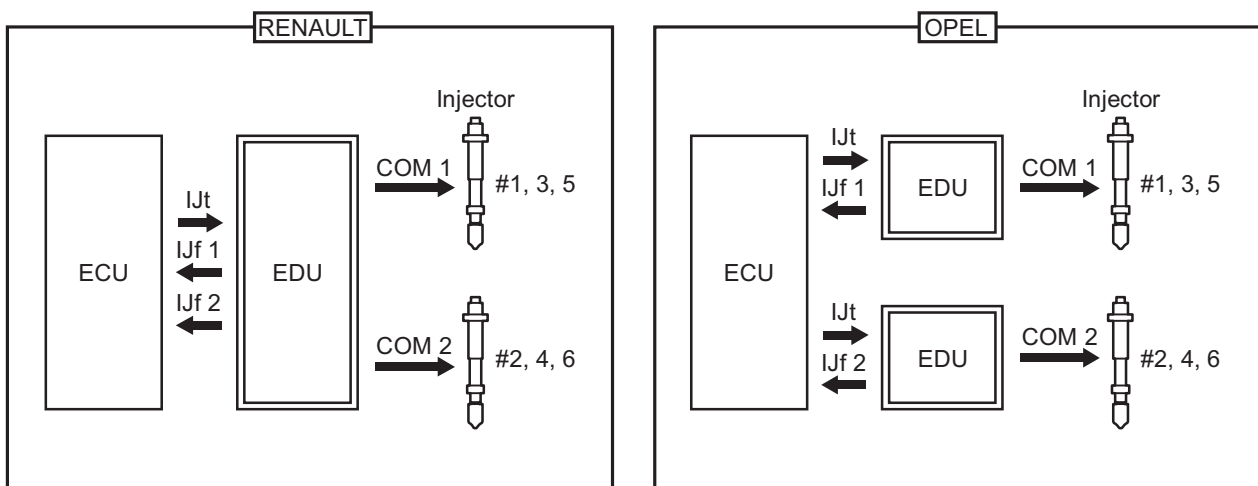 RENAULT
Injector
ECU
EDU
IJt
IJf 1
IJf 2
COM 1
#1, 3, 5
COM 2
#2, 4, 6
OPEL
Injector
ECU
IJt
IJf 1
EDU
COM 1
#1, 3, 5
IJt
IJf 2
EDU
COM 2
#2, 4, 6